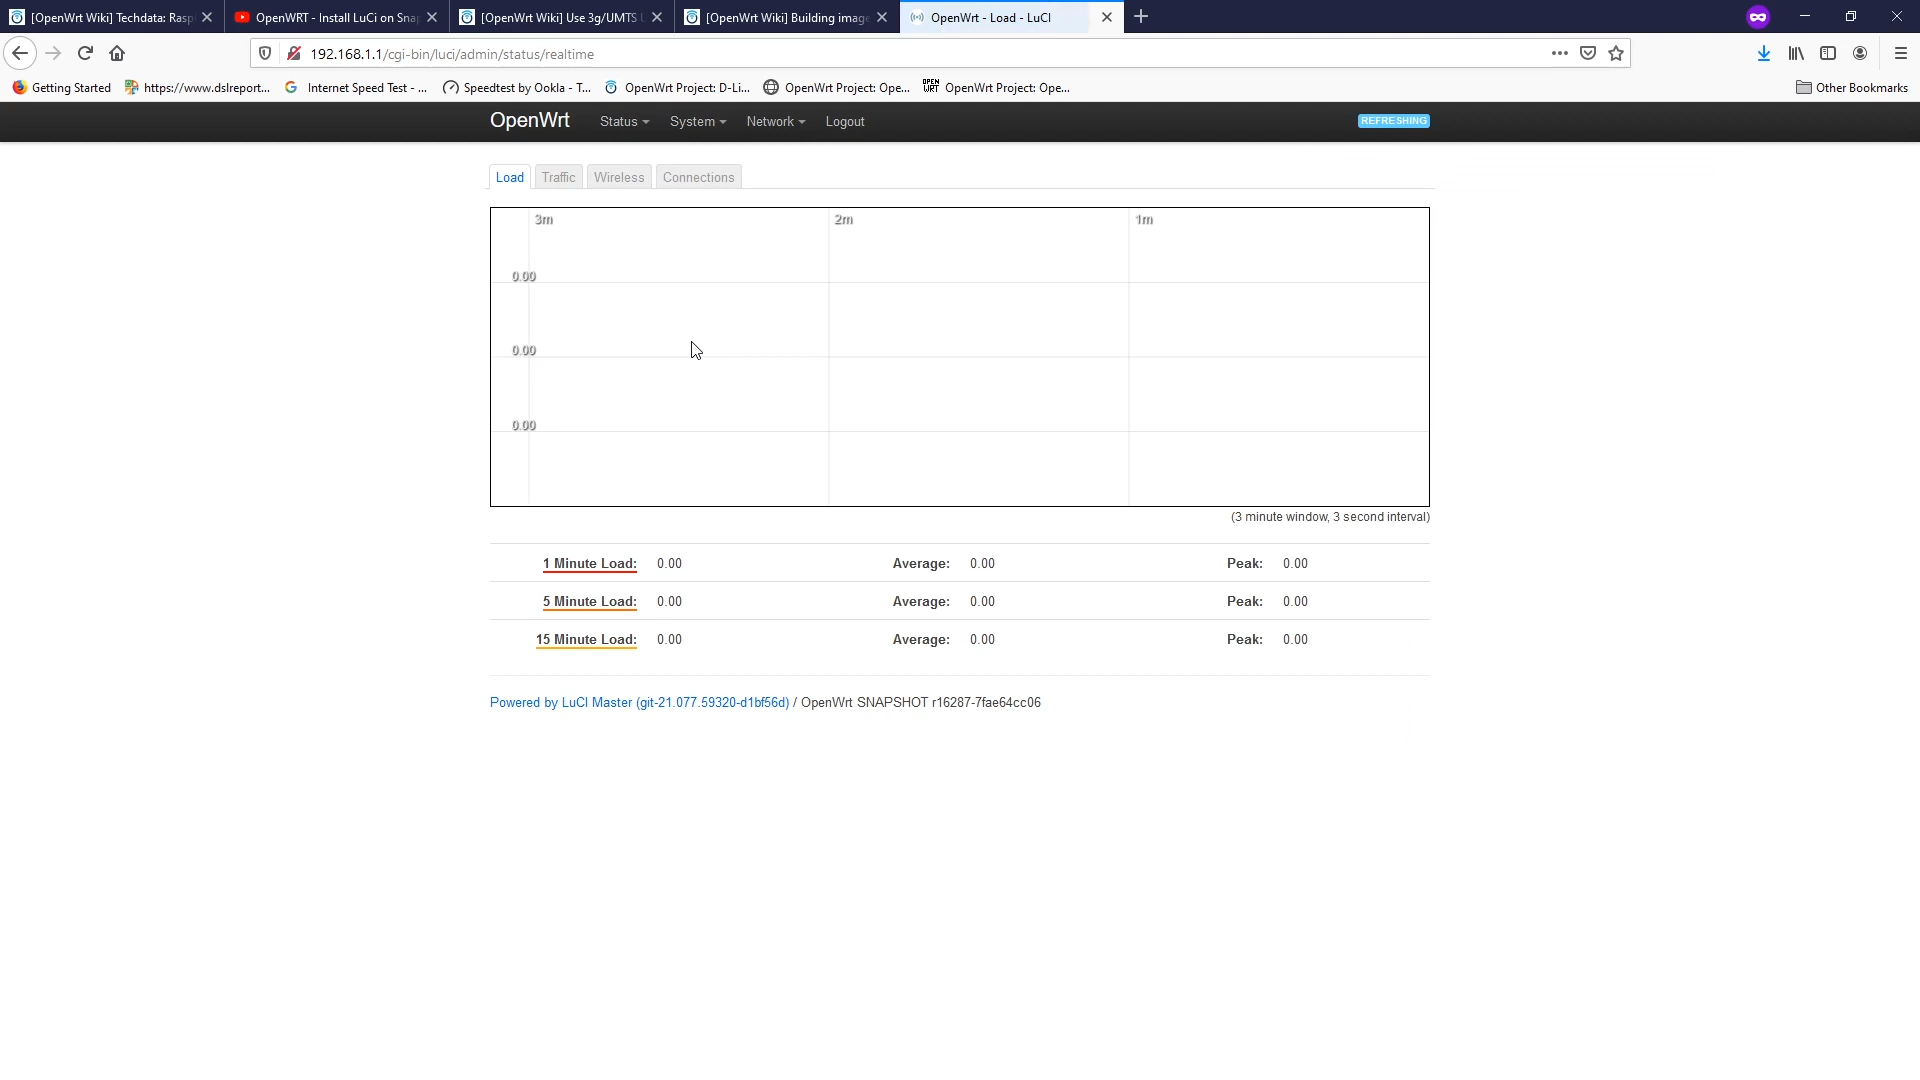 [OpenWrt Wiki] Techdata: Rasp
OpenWRT - Install LuCi on Sna
[OpenWrt Wiki] Use 3g/UMTS
[OpenWrt Wiki] Building image
OpenWrt - Load - LuCI
192.168.1.1/cgi-bin/luci/admin/status/realtime
Getting Started
https://www.dslreport...
Internet Speed Test - ...
Speedtest by Ookla - T...
OpenWrt Project: D-Li...
OpenWrt Project: Ope...
OPEN
WRT
OpenWrt Project: Ope...
Other Bookmarks
OpenWrt Status System Network Logout REFRESHING
Load Traffic Wireless Connections
3m 2m 1m
0.00
0.00
0.00
(3 minute window, 3 second interval)
1 Minute Load: 0.00 Average: 0.00 Peak: 0.00
5 Minute Load: 0.00 Average: 0.00 Peak: 0.00
15 Minute Load: 0.00 Average: 0.00 Peak: 0.00
Powered by LuCI Master (git-21.077.59320-d1bf56d) / OpenWrt SNAPSHOT r16287-7fae64cc06